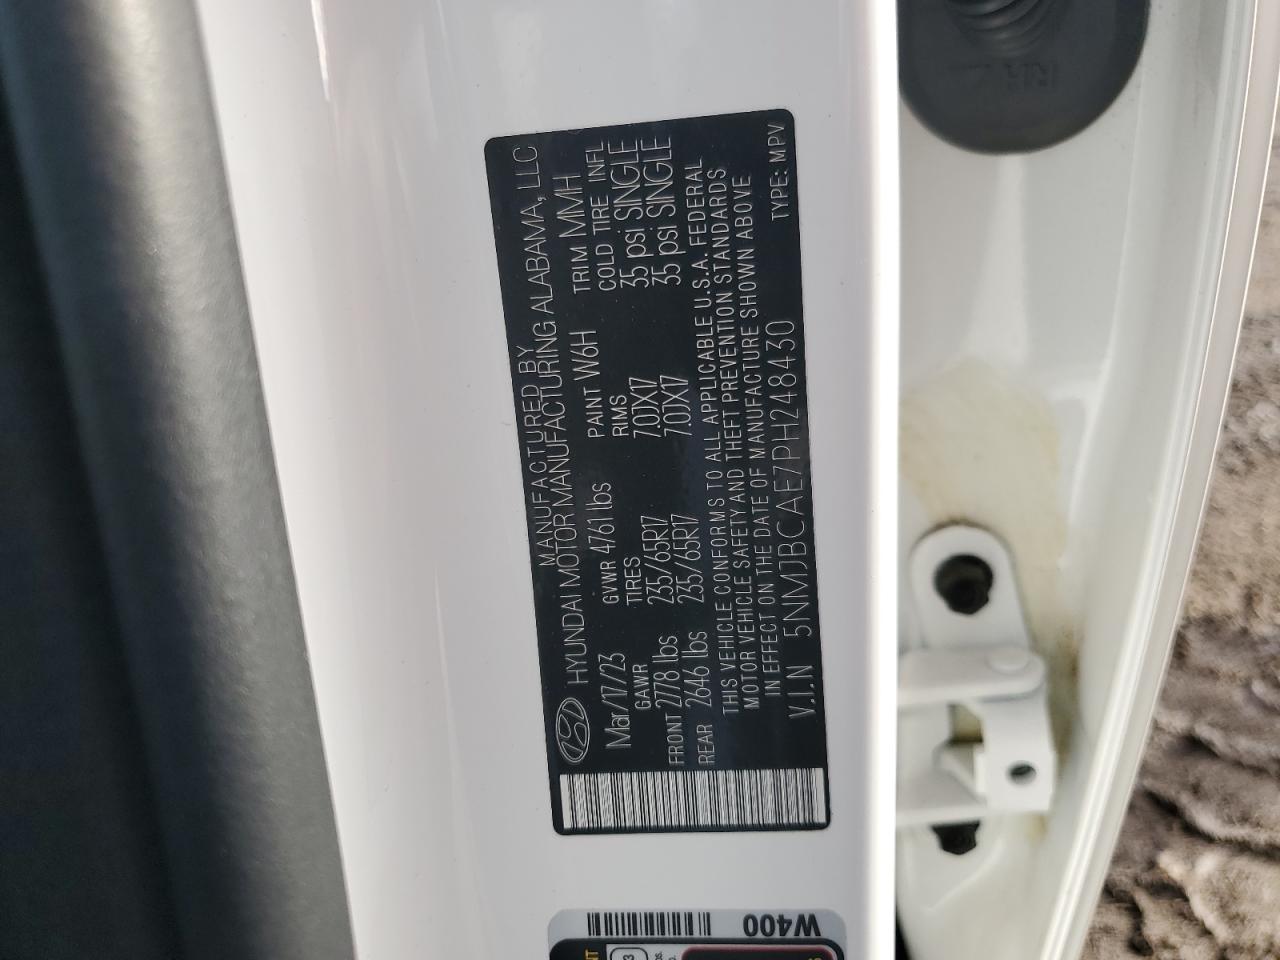 MANUFACTURED BY
HYUNDAI MOTOR MANUFACTURING ALABAMA, LLC
Mar/17/23 GVWR 4761 lbs PAINT W6H TRIM MMH
GAWR TIRES RIMS COLD TIRE INFL
FRONT 2778 lbs 235/65R17 7.0JX17 35 psi SINGLE
REAR 2646 lbs 235/65R17 7.0JX17 35 psi SINGLE
THIS VEHICLE CONFORMS TO ALL APPLICABLE U.S.A. FEDERAL
MOTOR VEHICLE SAFETY AND THEFT PREVENTION STANDARDS
IN EFFECT ON THE DATE OF MANUFACTURE SHOWN ABOVE
V.I.N 5NMJBCAE7PH248430 TYPE: MPV
W400